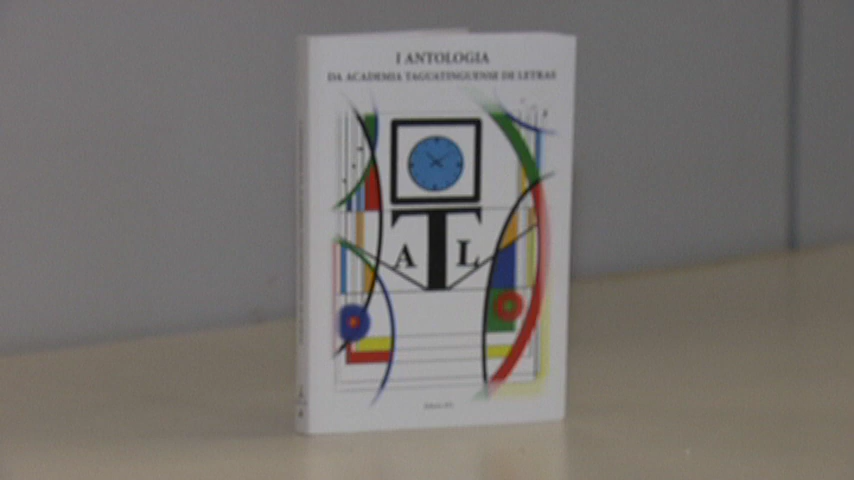 I ANTOLOGIA
DA ACADEMIA TAGUATINGUENSE DE LETRAS
A T L